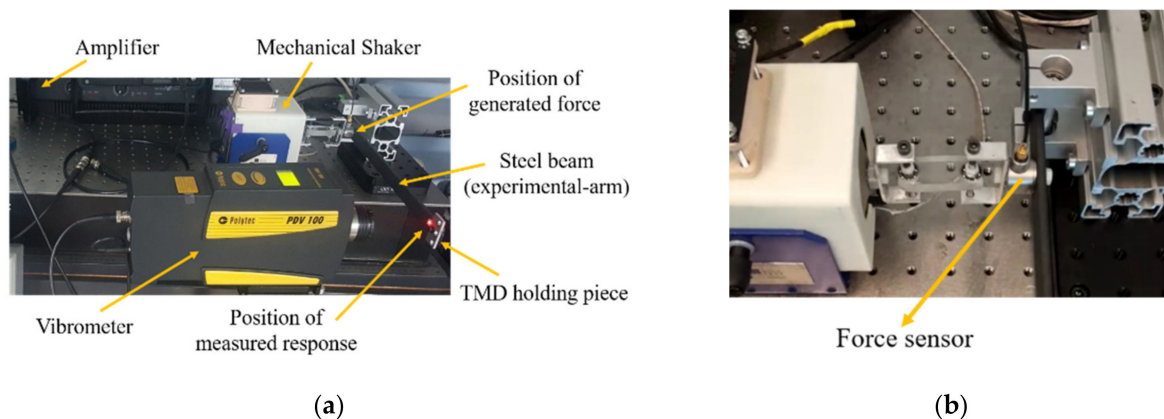 Amplifier
Mechanical Shaker
Position of
generated force
Steel beam
(experimental-arm)
Polytec
PDV 100
TMD holding piece
Vibrometer
Position of
measured response
(a)
Force sensor
(b)